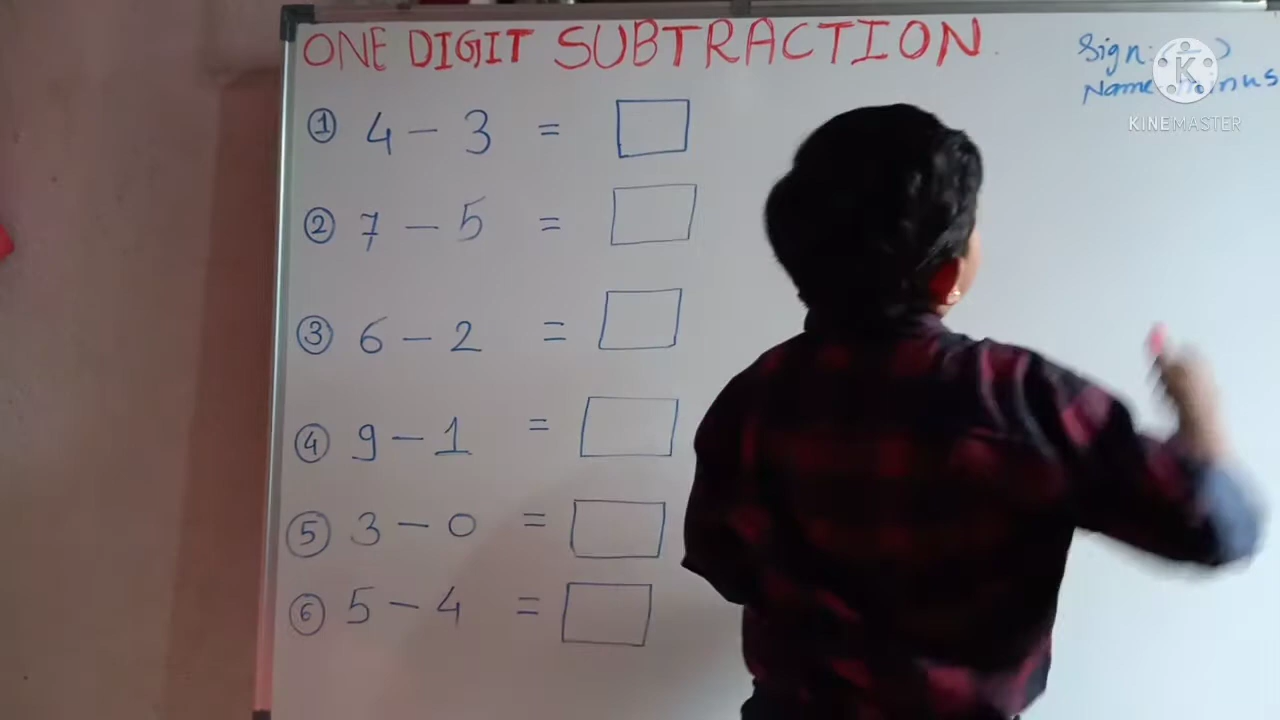 ONE DIGIT SUBTRACTION
Sign:
Name minus
K
KINEMASTER
① 4 - 3 =
② 7 - 5 =
③ 6 - 2 =
④ 9 - 1 =
⑤ 3 - 0 =
⑥ 5 - 4 =